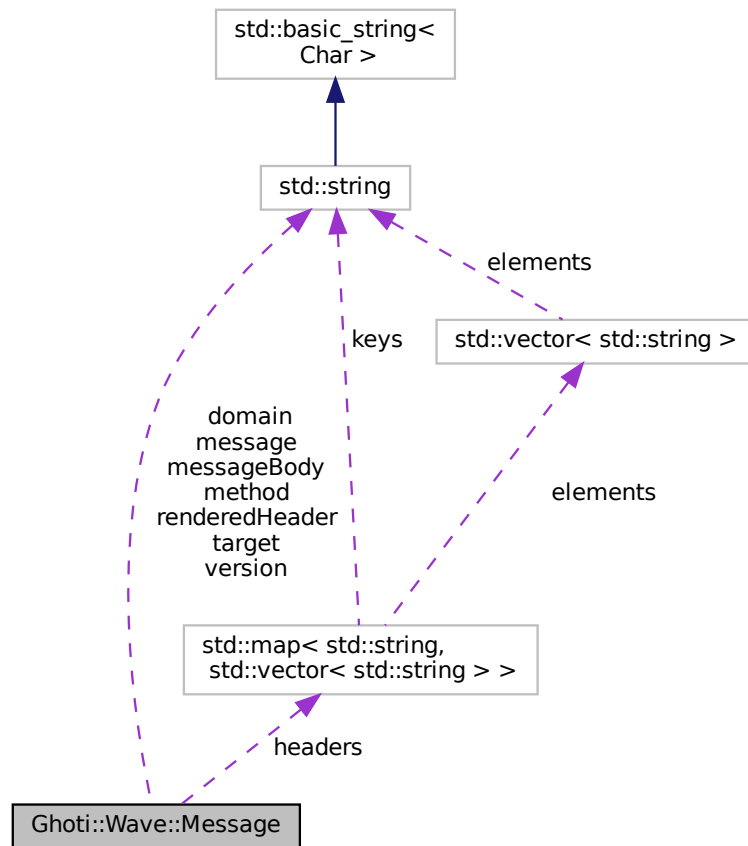 std::basic_string<
Char >
std::string
elements
std::vector< std::string >
keys
domain
message
messageBody
method
renderedHeader
target
version
elements
std::map< std::string,
std::vector< std::string > >
headers
Ghoti::Wave::Message